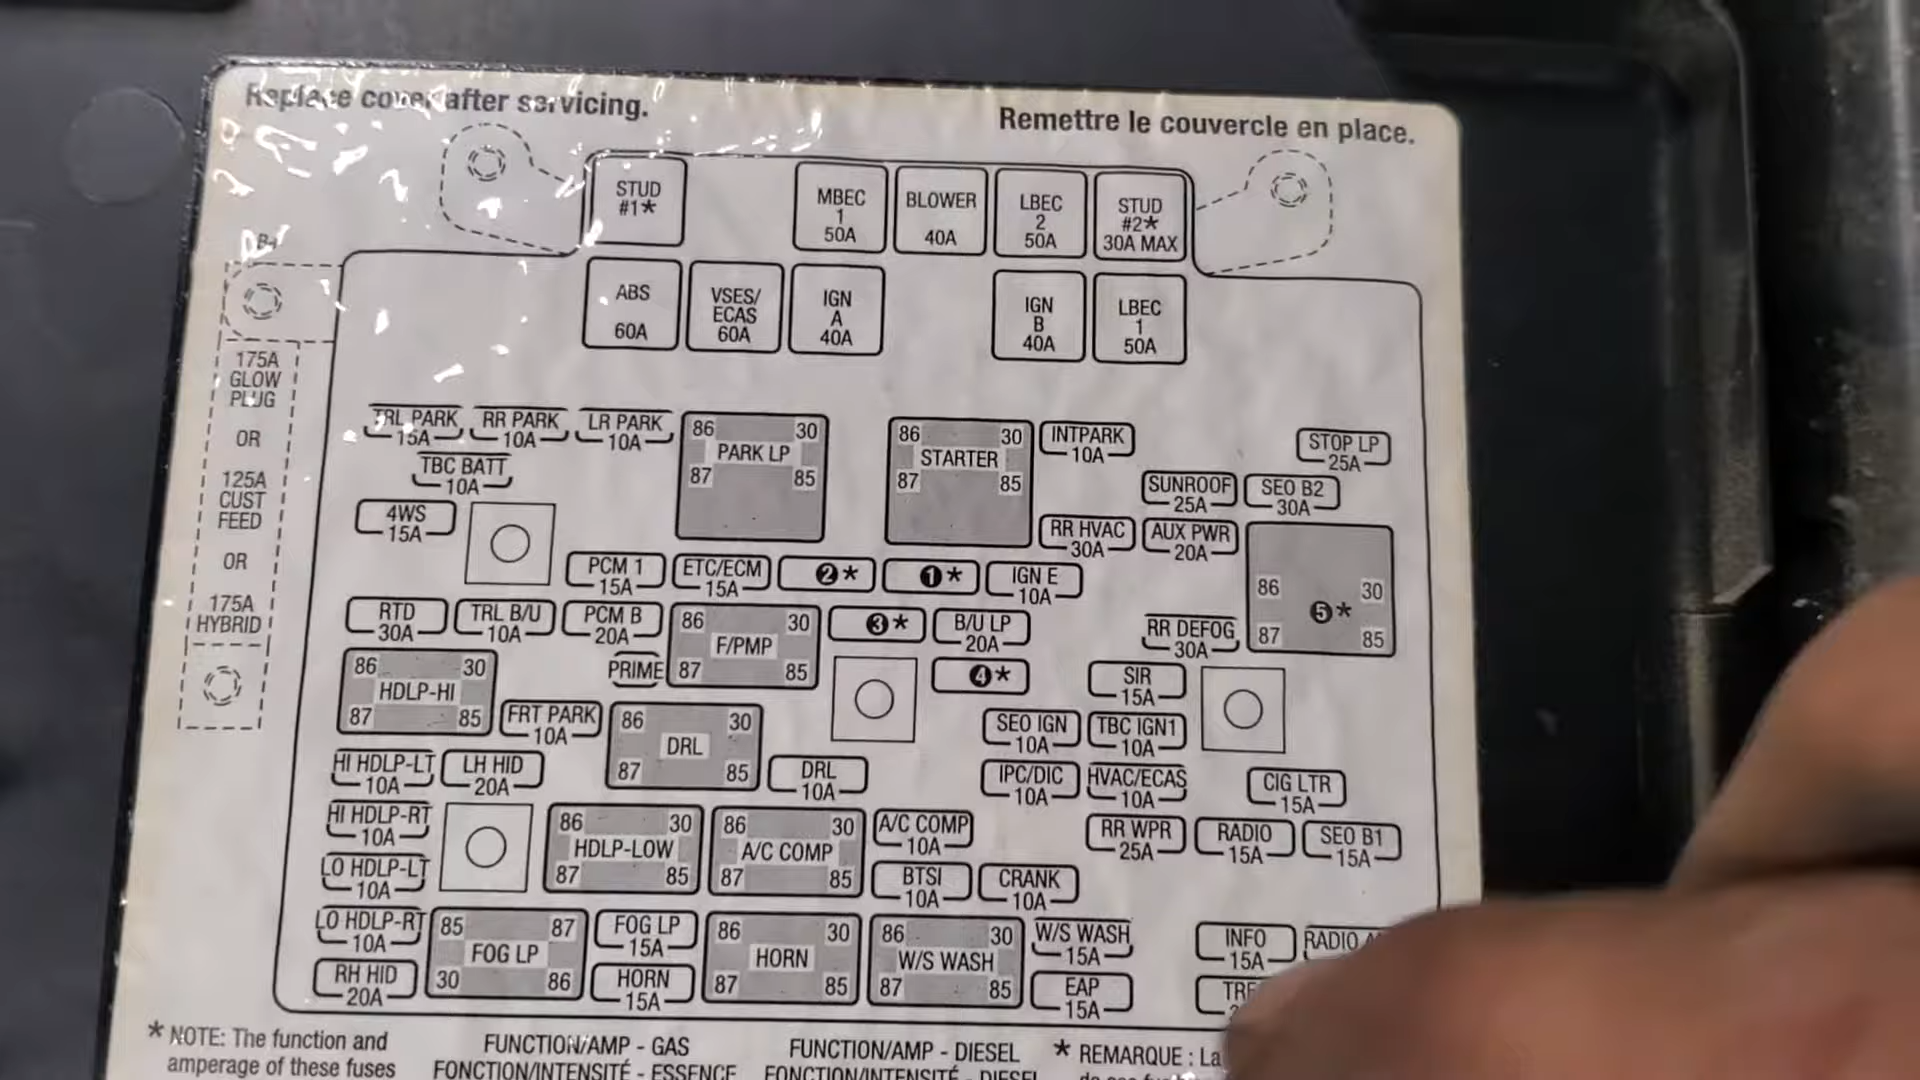 Replace cover after servicing.
Remettre le couvercle en place.
STUD
#1*
MBEC
1
50A
BLOWER
40A
LBEC
2
50A
STUD
#2*
30A MAX
ABS
60A
VSES/
ECAS
60A
IGN
A
40A
IGN
B
40A
LBEC
1
50A
175A
GLOW
PLUG
OR
125A
CUST
FEED
OR
175A
HYBRID
TRL PARK
15A
RR PARK
10A
LR PARK
10A
86 30
PARK LP
87 85
86 30
STARTER
87 85
INTPARK
10A
STOP LP
25A
TBC BATT
10A
SUNROOF
25A
SEO B2
30A
4WS
15A
RR HVAC
30A
AUX PWR
20A
PCM 1
15A
ETC/ECM
15A
❷*
❶*
IGN E
10A
86 30
❺*
87 85
RTD
30A
TRL B/U
10A
PCM B
20A
86 30
F/PMP
87 85
❸*
B/U LP
20A
RR DEFOG
30A
PRIME
❹*
SIR
15A
86 30
HDLP-HI
87 85
FRT PARK
10A
86 30
DRL
87 85
SEO IGN
10A
TBC IGN1
10A
HI HDLP-LT
10A
LH HID
20A
DRL
10A
IPC/DIC
10A
HVAC/ECAS
10A
CIG LTR
15A
HI HDLP-RT
10A
86 30
HDLP-LOW
87 85
86 30
A/C COMP
87 85
A/C COMP
10A
RR WPR
25A
RADIO
15A
SEO B1
15A
LO HDLP-LT
10A
BTSI
10A
CRANK
10A
LO HDLP-RT
10A
85 87
FOG LP
30 86
FOG LP
15A
86 30
HORN
87 85
86 30
W/S WASH
87 85
W/S WASH
15A
INFO
15A
RADIO
RH HID
20A
HORN
15A
EAP
15A
* NOTE: The function and
amperage of these fuses
FUNCTION/AMP - GAS
FONCTION/INTENSITÉ - ESSENCE
FUNCTION/AMP - DIESEL
FONCTION/INTENSITÉ - DIESEL
* REMARQUE : La